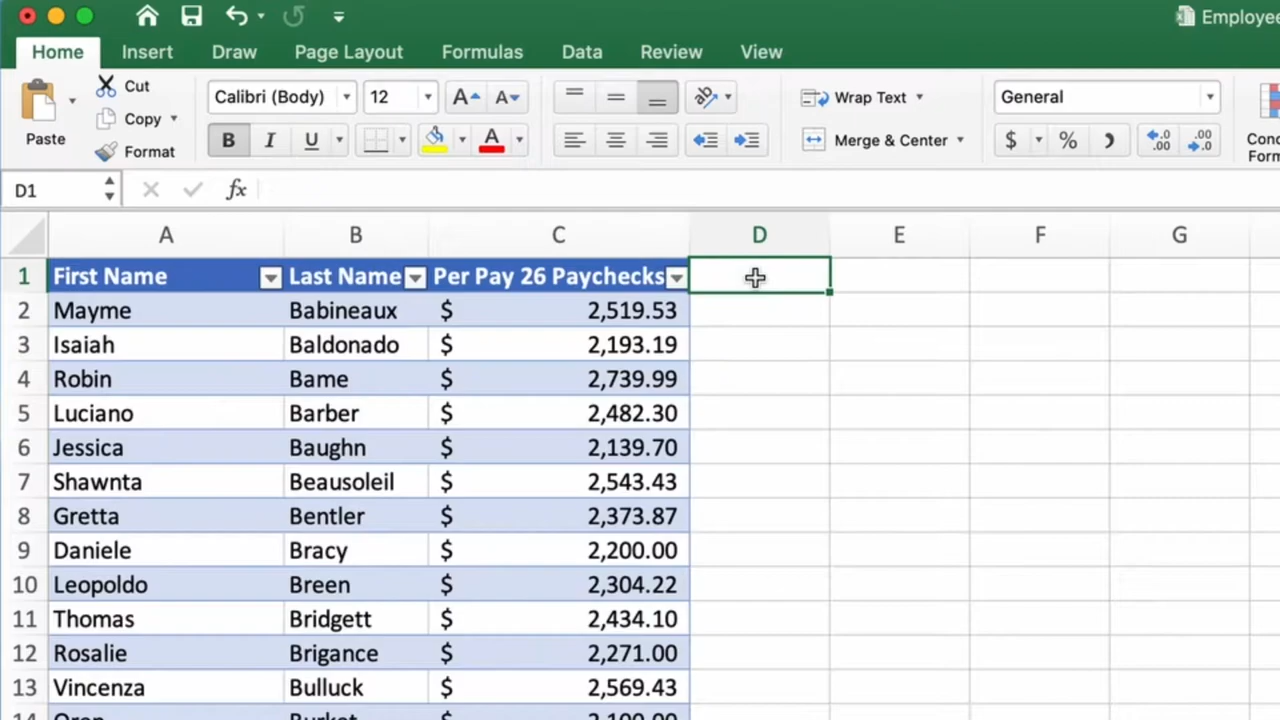 Employee
Home Insert Draw Page Layout Formulas Data Review View
Paste
Cut
Copy
Format
Calibri (Body) 12 A A
B I U A
Wrap Text
Merge & Center
General
$ % ) .00 .00
D1 fx
A B C D E F G
1 First Name Last Name Per Pay 26 Paychecks
2 Mayme Babineaux $ 2,519.53
3 Isaiah Baldonado $ 2,193.19
4 Robin Bame $ 2,739.99
5 Luciano Barber $ 2,482.30
6 Jessica Baughn $ 2,139.70
7 Shawnta Beausoleil $ 2,543.43
8 Gretta Bentler $ 2,373.87
9 Daniele Bracy $ 2,200.00
10 Leopoldo Breen $ 2,304.22
11 Thomas Bridgett $ 2,434.10
12 Rosalie Brigance $ 2,271.00
13 Vincenza Bulluck $ 2,569.43